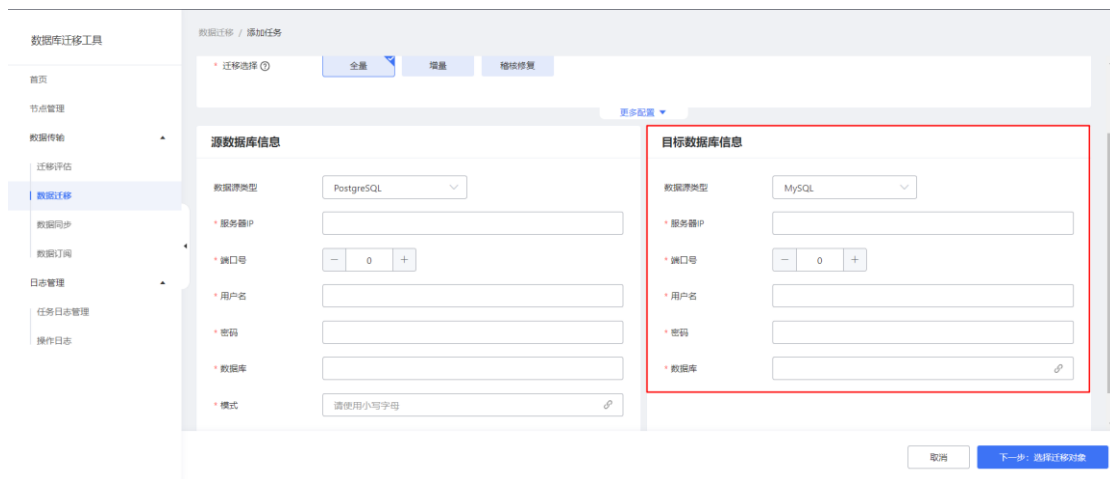 数据库迁移工具
首页
节点管理
数据传输
迁移评估
数据迁移
数据同步
数据订阅
日志管理
任务日志管理
操作日志
数据迁移 / 添加任务
* 迁移选择 ? 全量 增量 稽核修复
更多配置
源数据库信息
数据源类型 PostgreSQL
* 服务器IP
* 端口号 − 0 +
* 用户名
* 密码
* 数据库
* 模式 请使用小写字母
目标数据库信息
数据源类型 MySQL
* 服务器IP
* 端口号 − 0 +
* 用户名
* 密码
* 数据库
取消 下一步：选择迁移对象